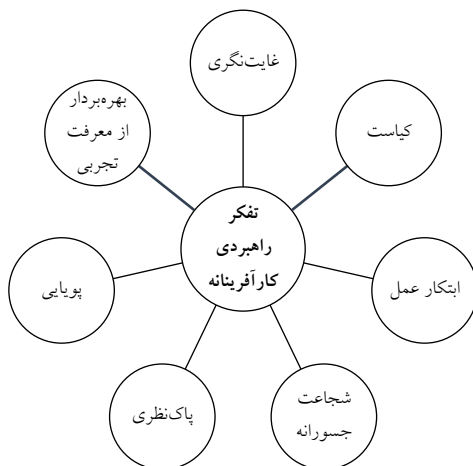 غایت‌نگری
کیاست
ابتکار عمل
شجاعت
جسورانه
پاک‌نظری
پویایی
بهره‌بردار
از معرفت
تجربی
تفکر
راهبردی
کارآفرینانه